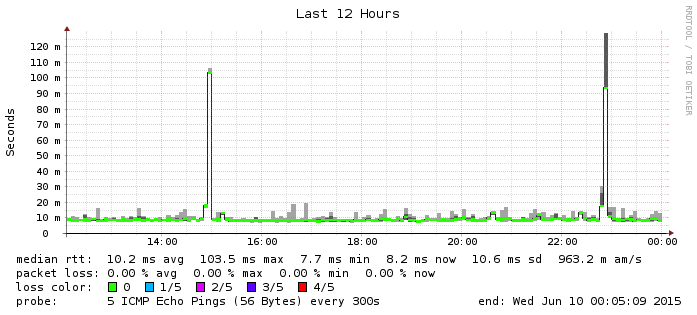 Last 12 Hours
RRDTOOL / TOBI OETIKER
Seconds
120 m
110 m
100 m
90 m
80 m
70 m
60 m
50 m
40 m
30 m
20 m
10 m
0
14:00 16:00 18:00 20:00 22:00 00:00
median rtt: 10.2 ms avg 103.5 ms max 7.7 ms min 8.2 ms now 10.6 ms sd 963.2 m am/s
packet loss: 0.00 % avg 0.00 % max 0.00 % min 0.00 % now
loss color: 0 1/5 2/5 3/5 4/5
probe: 5 ICMP Echo Pings (56 Bytes) every 300s end: Wed Jun 10 00:05:09 2015